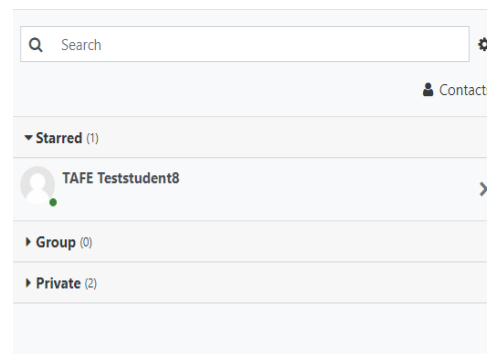 Search
Contact
Starred (1)
TAFE Teststudent8
Group (0)
Private (2)